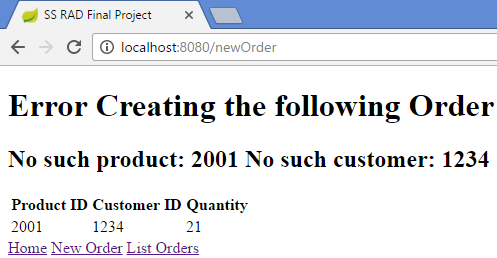 SS RAD Final Project
localhost:8080/newOrder
Error Creating the following Order
No such product: 2001 No such customer: 1234
Product ID Customer ID Quantity
2001 1234 21
Home New Order List Orders